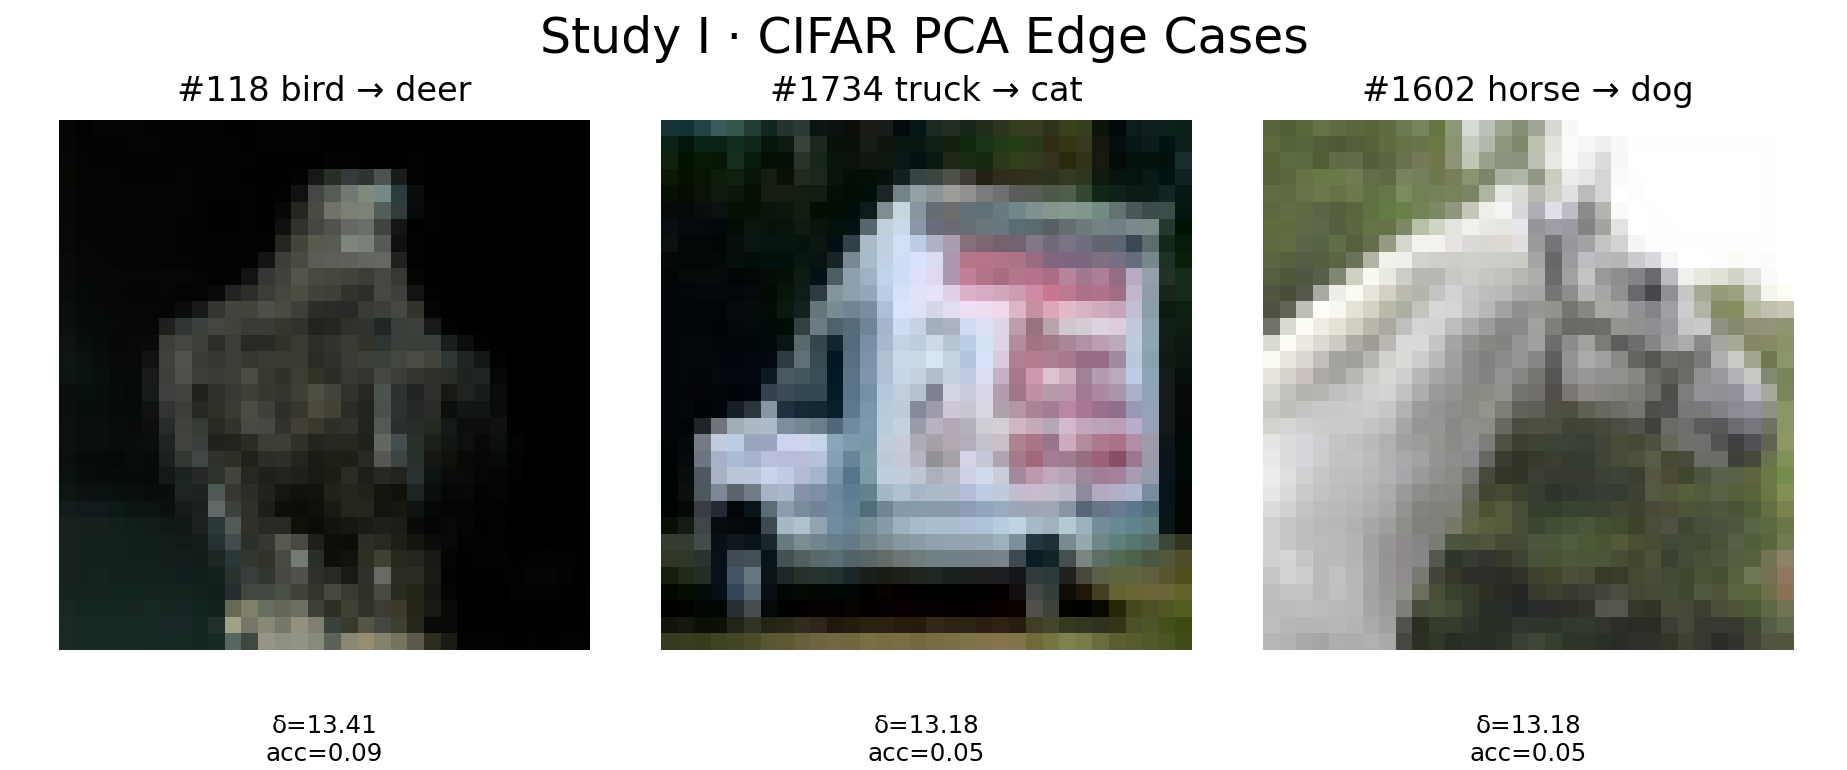 Study I · CIFAR PCA Edge Cases
#118 bird → deer
#1734 truck → cat
#1602 horse → dog
δ=13.41
acc=0.09
δ=13.18
acc=0.05
δ=13.18
acc=0.05